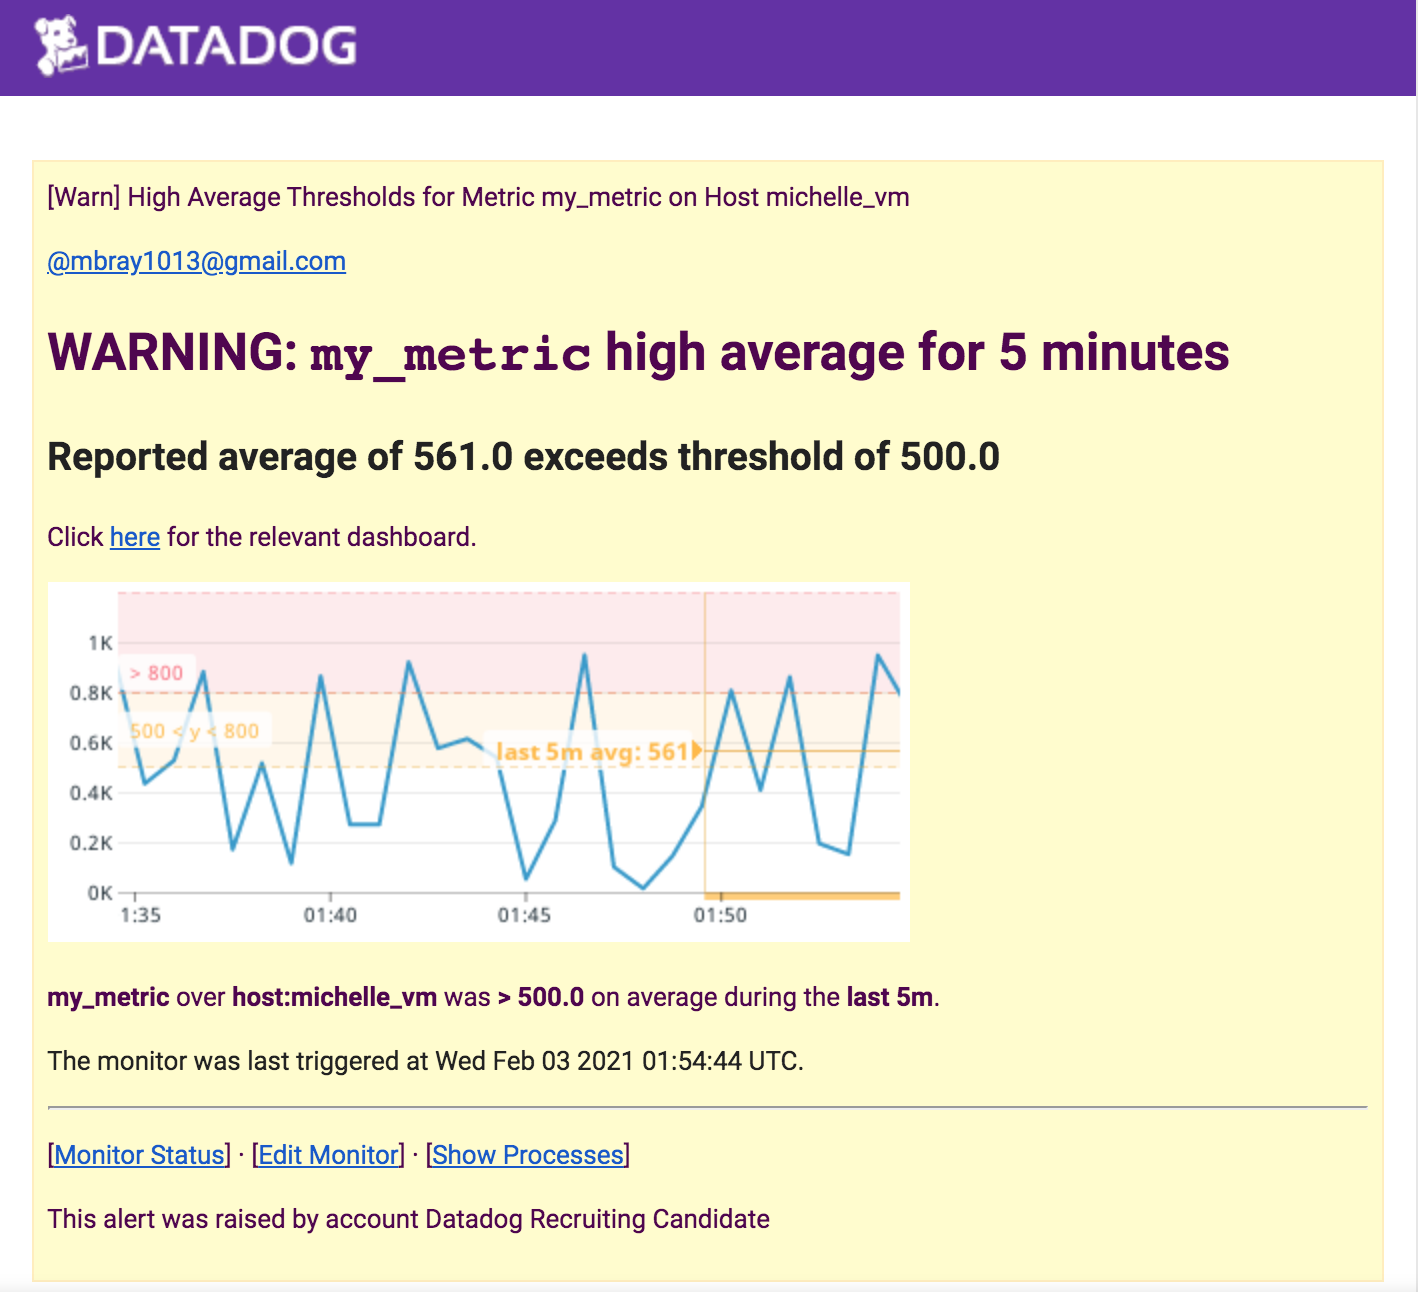 DATADOG
[Warn] High Average Thresholds for Metric my_metric on Host michelle_vm
@mbray1013@gmail.com
WARNING: my_metric high average for 5 minutes
Reported average of 561.0 exceeds threshold of 500.0
Click here for the relevant dashboard.
1K
> 800
0.8K
500 < y < 800
0.6K
last 5m avg: 561
0.4K
0.2K
0K
1:35 01:40 01:45 01:50
my_metric over host:michelle_vm was > 500.0 on average during the last 5m.
The monitor was last triggered at Wed Feb 03 2021 01:54:44 UTC.
[Monitor Status] · [Edit Monitor] · [Show Processes]
This alert was raised by account Datadog Recruiting Candidate